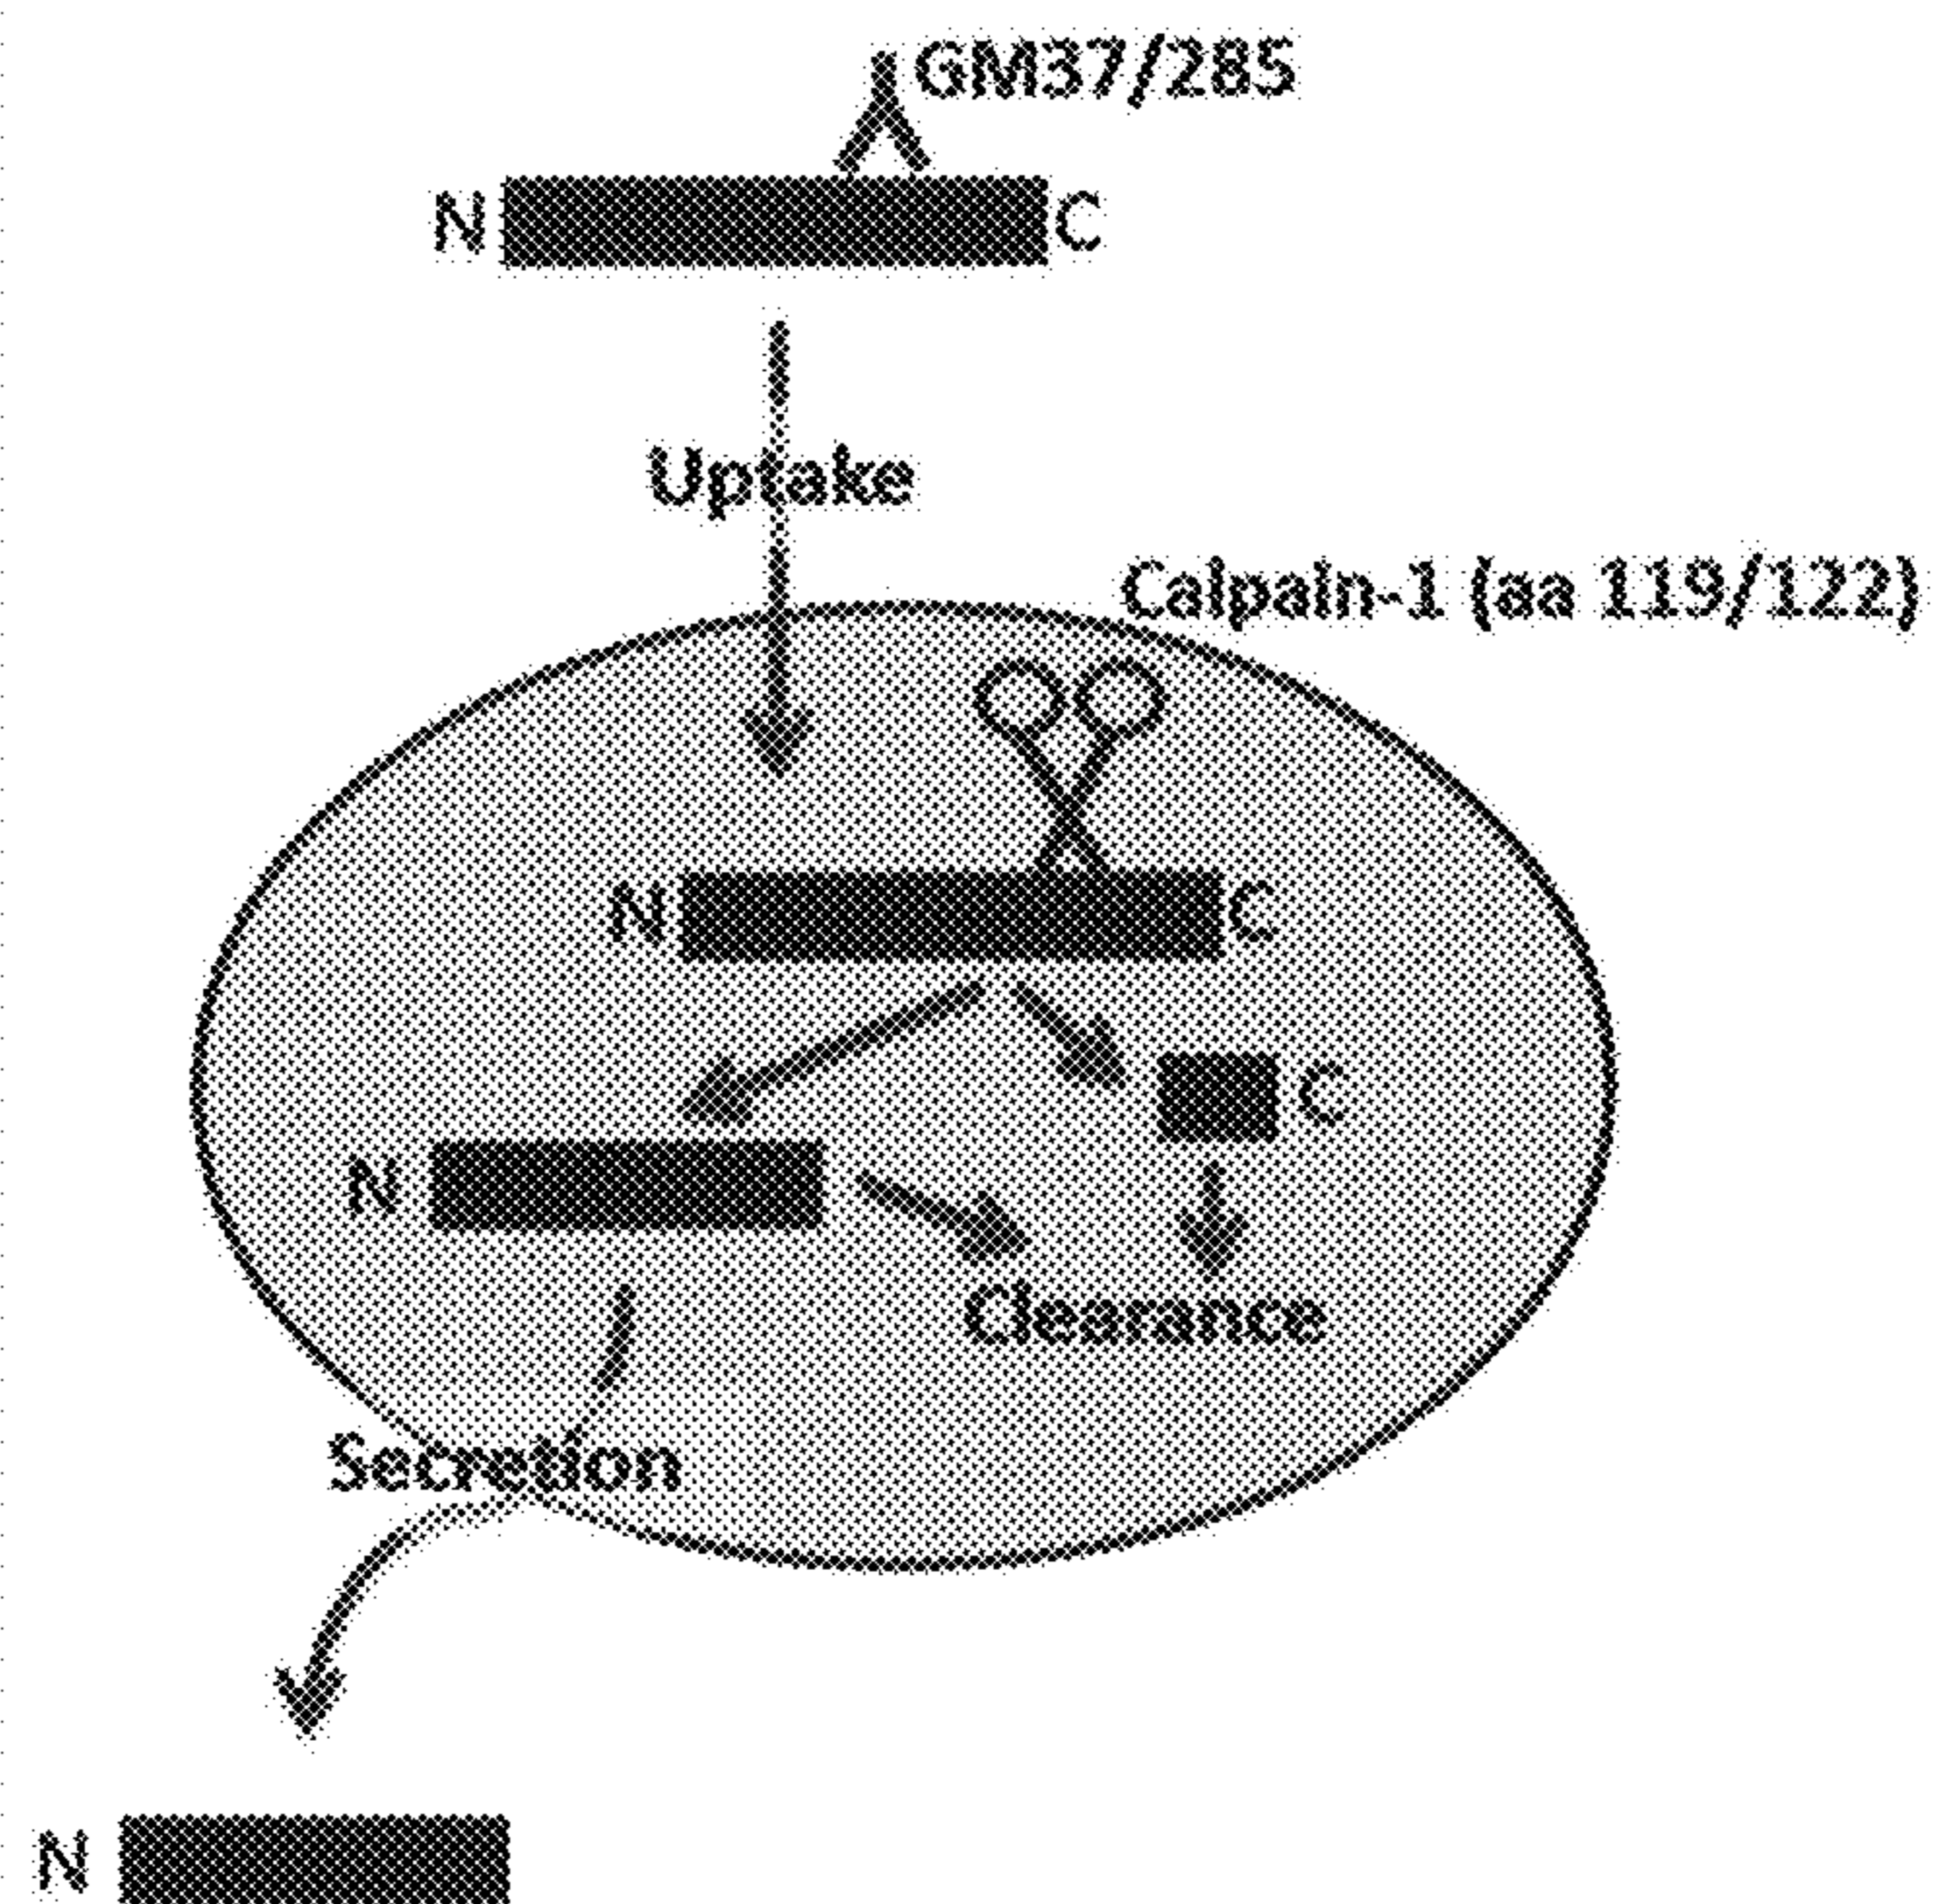 GM37/285
N C
Uptake
Calpain-1 (aa 119/122)
N C
C
N
Clearance
Secretion
N